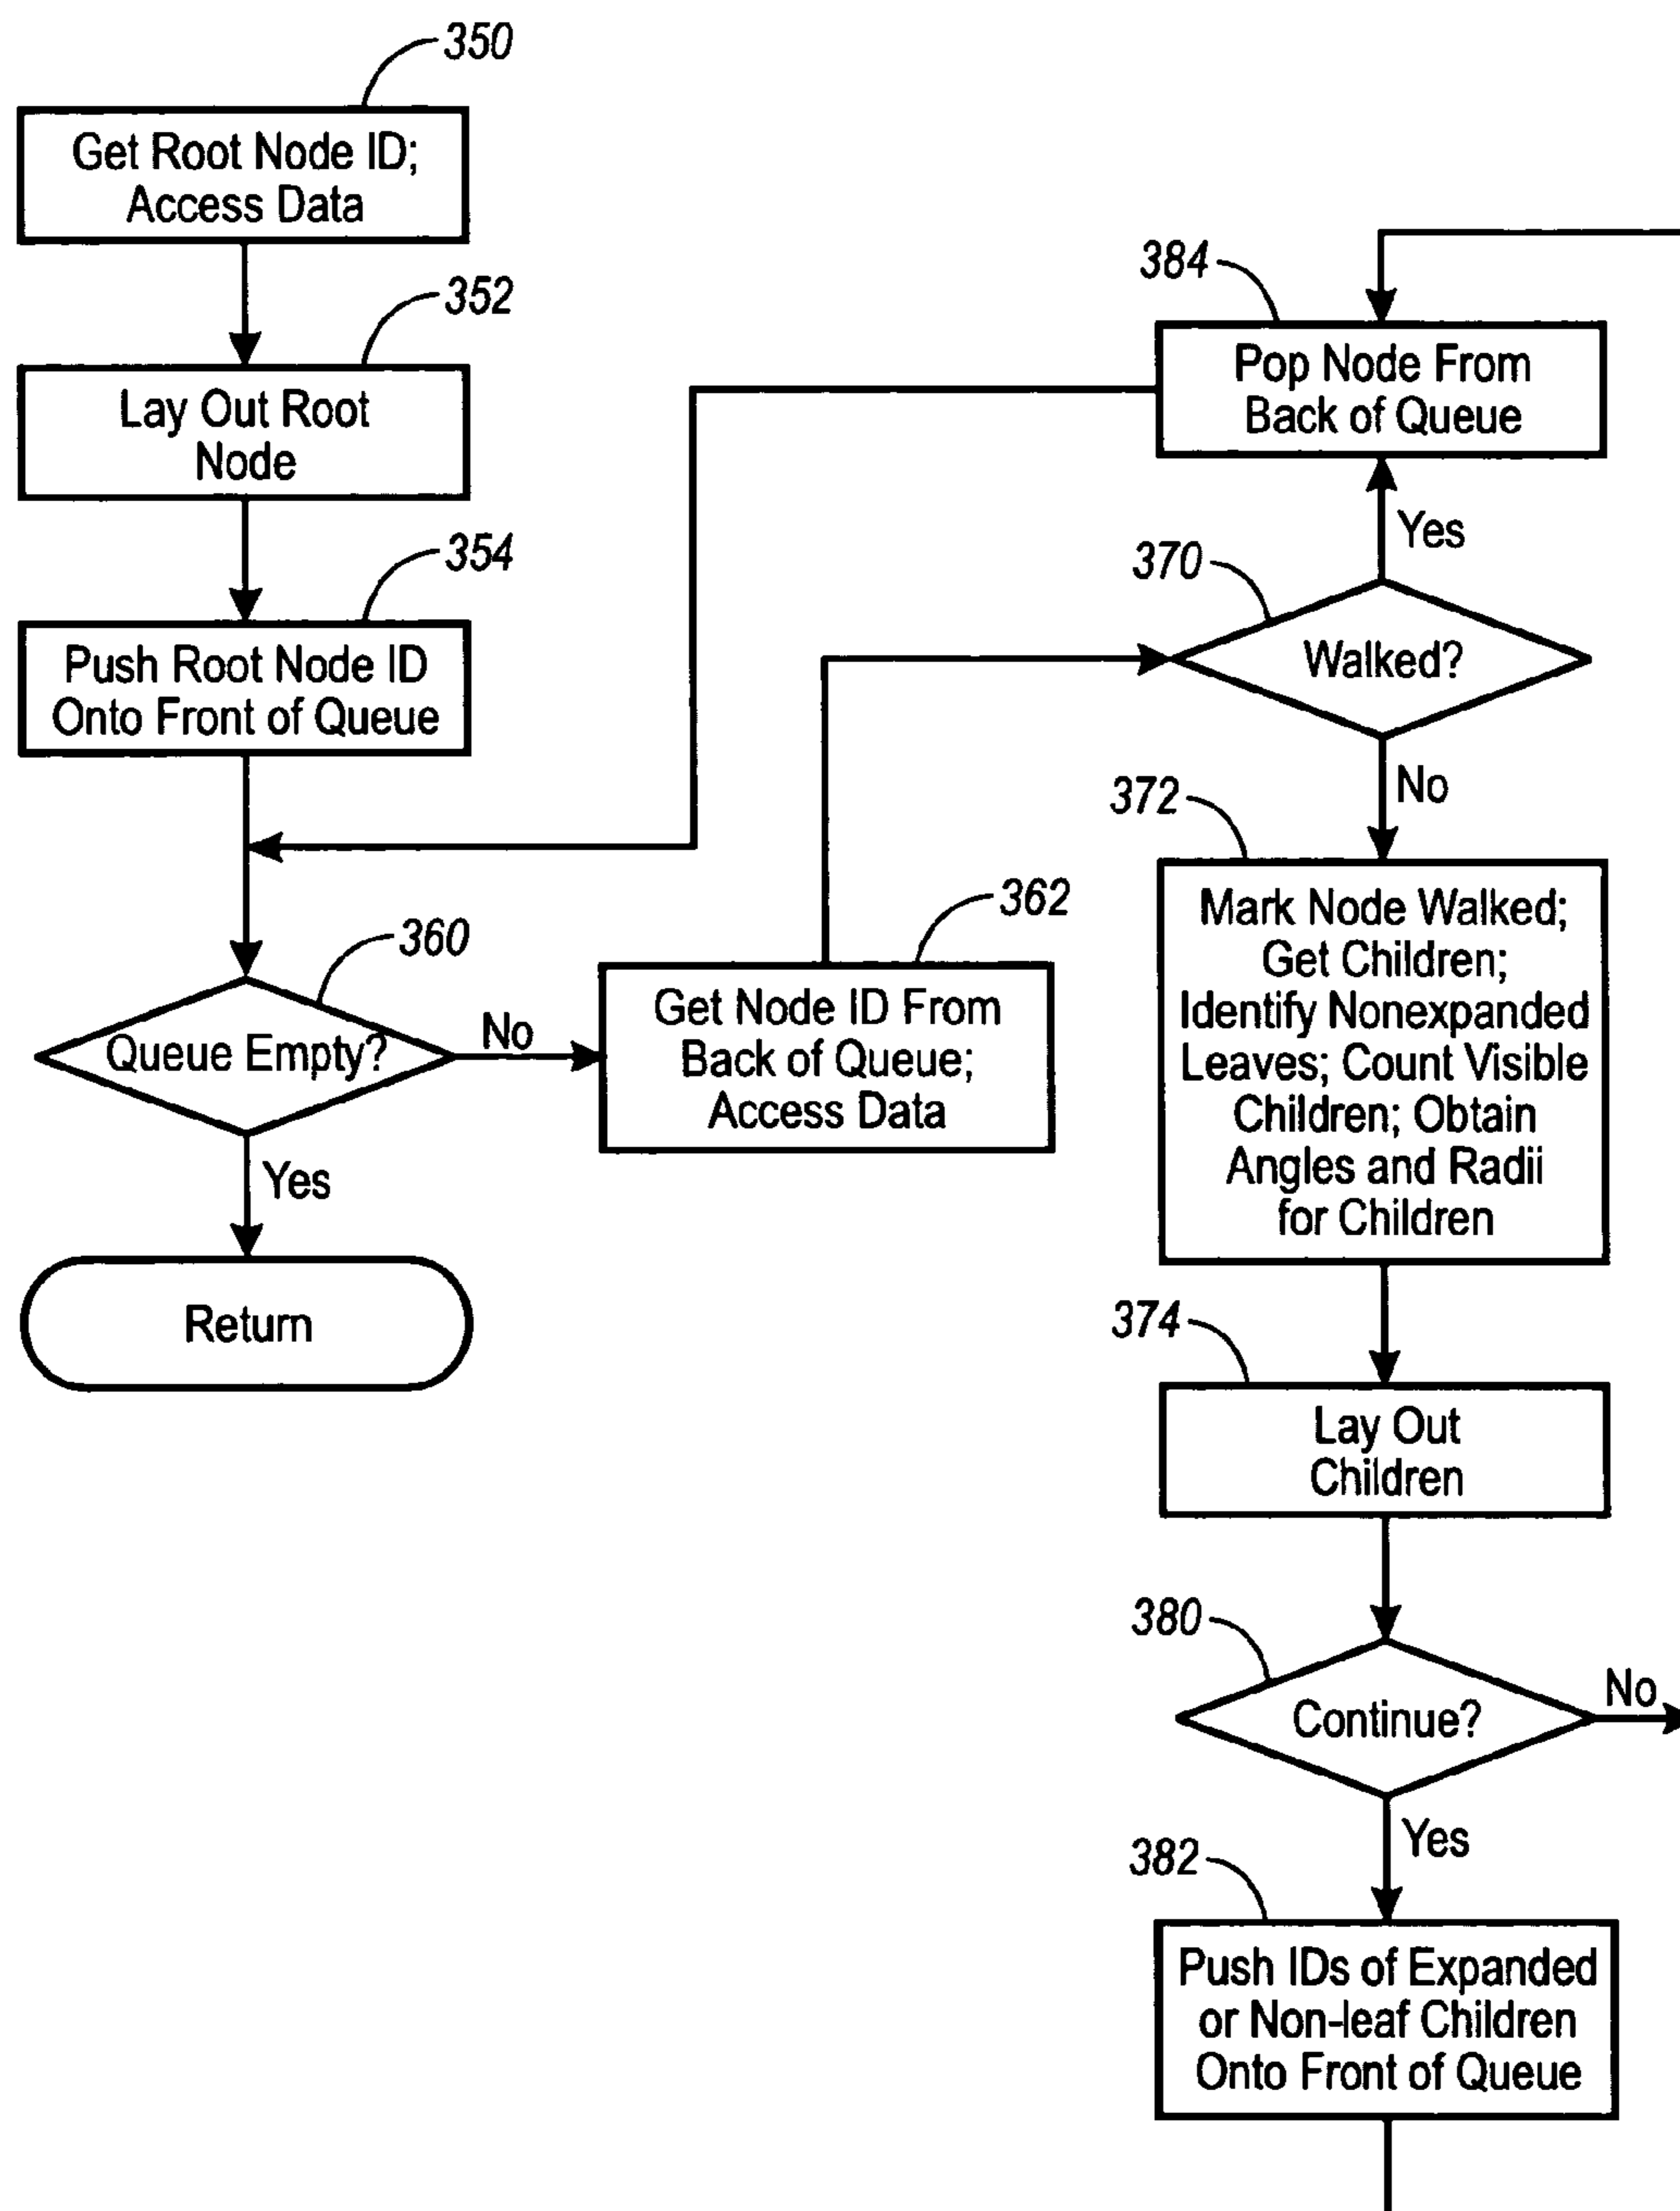 350
Get Root Node ID;
Access Data
352
Lay Out Root
Node
354
Push Root Node ID
Onto Front of Queue
360
Queue Empty?
No
Yes
Return
362
Get Node ID From
Back of Queue;
Access Data
384
Pop Node From
Back of Queue
Yes
370
Walked?
No
372
Mark Node Walked;
Get Children;
Identify Nonexpanded
Leaves; Count Visible
Children; Obtain
Angles and Radii
for Children
374
Lay Out
Children
380
Continue?
No
Yes
382
Push IDs of Expanded
or Non-leaf Children
Onto Front of Queue